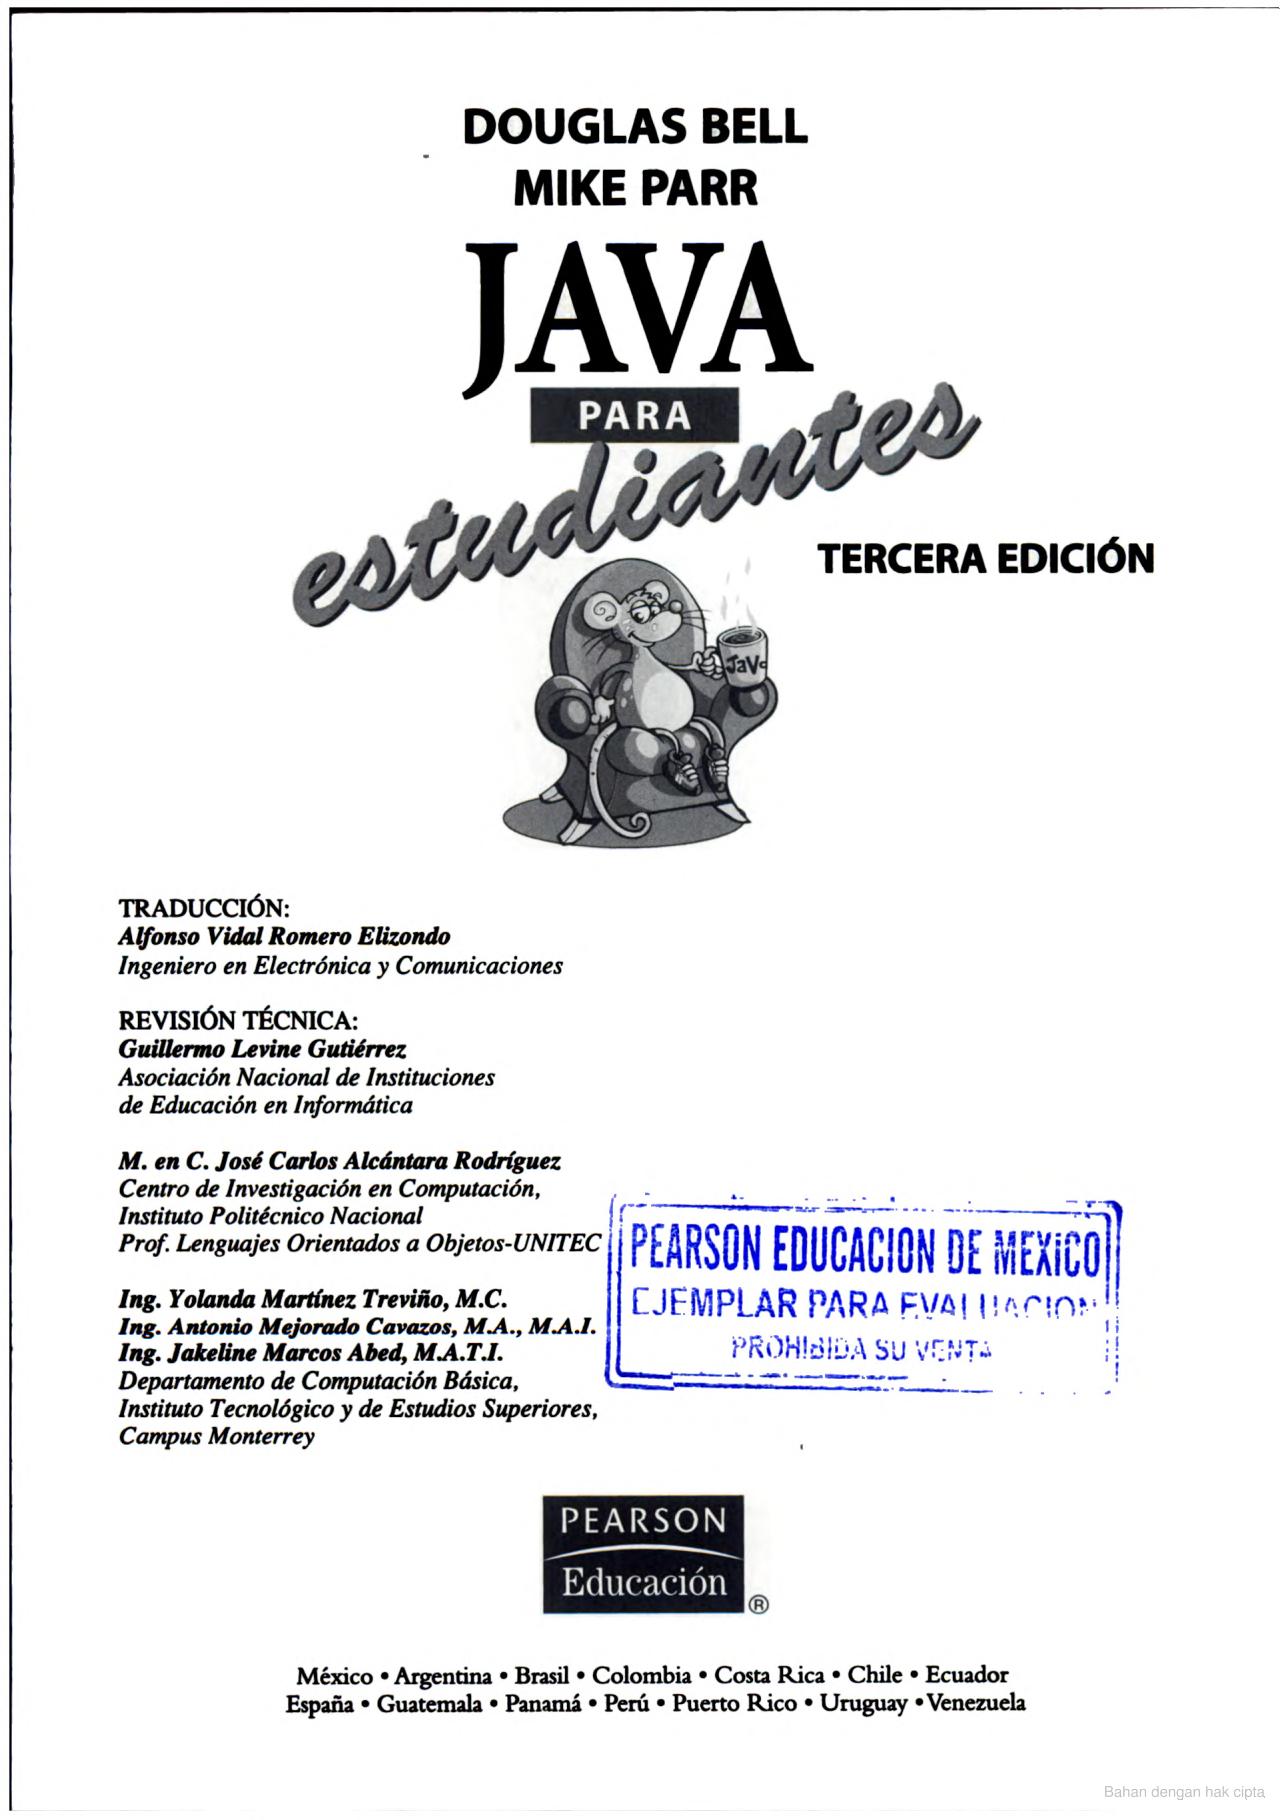 DOUGLAS BELL
MIKE PARR
JAVA
PARA
estudiantes
TERCERA EDICIÓN
JaVa
TRADUCCIÓN:
Alfonso Vidal Romero Elizondo
Ingeniero en Electrónica y Comunicaciones
REVISIÓN TÉCNICA:
Guillermo Levine Gutiérrez
Asociación Nacional de Instituciones
de Educación en Informática
M. en C. José Carlos Alcántara Rodríguez
Centro de Investigación en Computación,
Instituto Politécnico Nacional
Prof. Lenguajes Orientados a Objetos-UNITEC
Ing. Yolanda Martínez Treviño, M.C.
Ing. Antonio Mejorado Cavazos, M.A., M.A.I.
Ing. Jakeline Marcos Abed, M.A.T.I.
Departamento de Computación Básica,
Instituto Tecnológico y de Estudios Superiores,
Campus Monterrey
PEARSON EDUCACION DE MEXiCO
EJEMPLAR PARA EVALUACION
PROHIBIDA SU VENTA
PEARSON
Educación
®
México • Argentina • Brasil • Colombia • Costa Rica • Chile • Ecuador
España • Guatemala • Panamá • Perú • Puerto Rico • Uruguay • Venezuela
Bahan dengan hak cipta